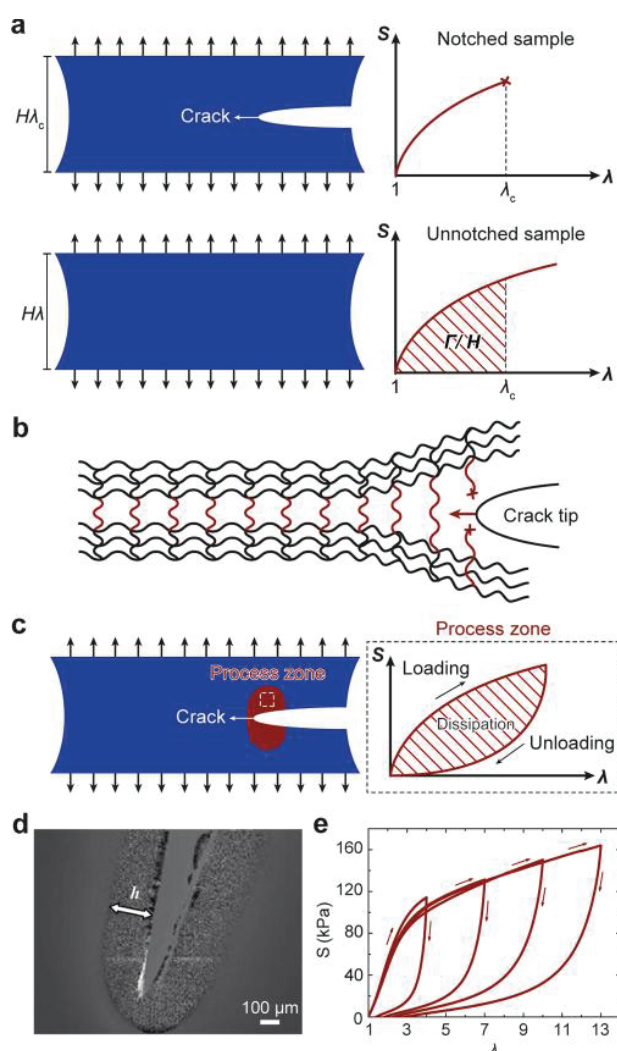 a
S
Notched sample
Hλc
Crack
1
λc
λ
S
Unnotched sample
Hλ
Γ/H
1
λc
λ
b
Crack tip
c
Process zone
Process zone
S
Loading
Crack
Dissipation
Unloading
λ
d
h
100 µm
e
S (kPa)
160
120
80
40
0
1 3 5 7 9 11 13
λ